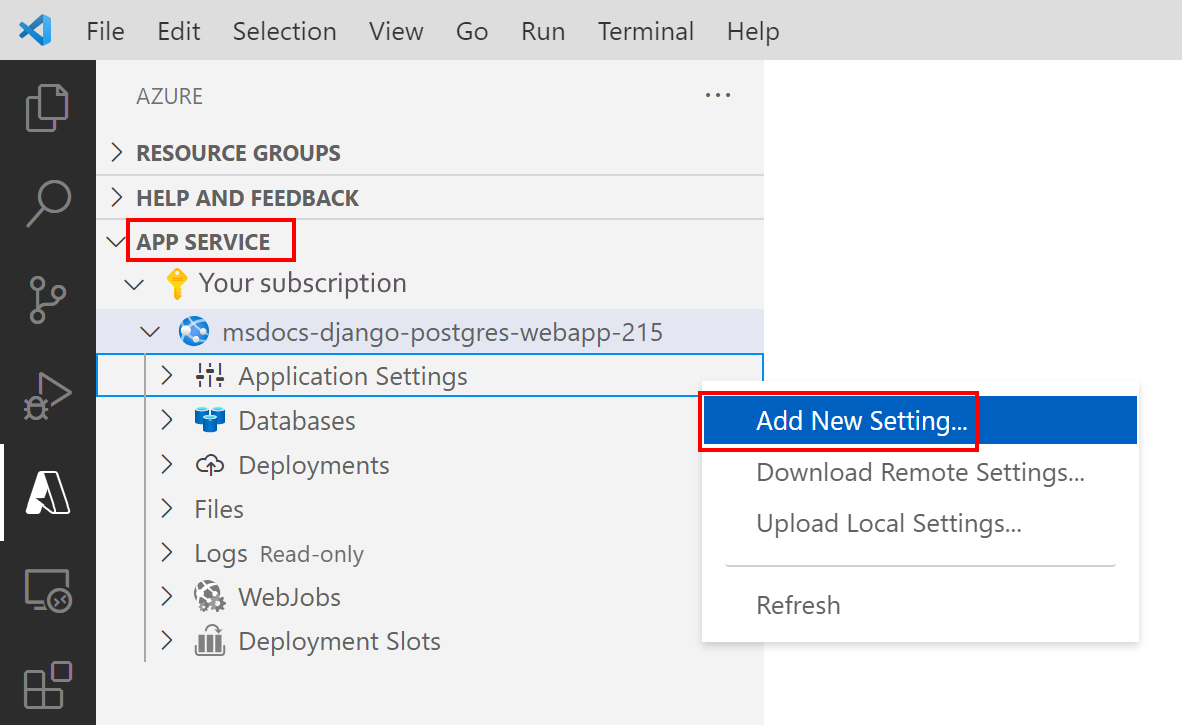 File Edit Selection View Go Run Terminal Help
AZURE
RESOURCE GROUPS
HELP AND FEEDBACK
APP SERVICE
Your subscription
msdocs-django-postgres-webapp-215
Application Settings
Databases
Deployments
Files
Logs Read-only
WebJobs
Deployment Slots
Add New Setting...
Download Remote Settings...
Upload Local Settings...
Refresh